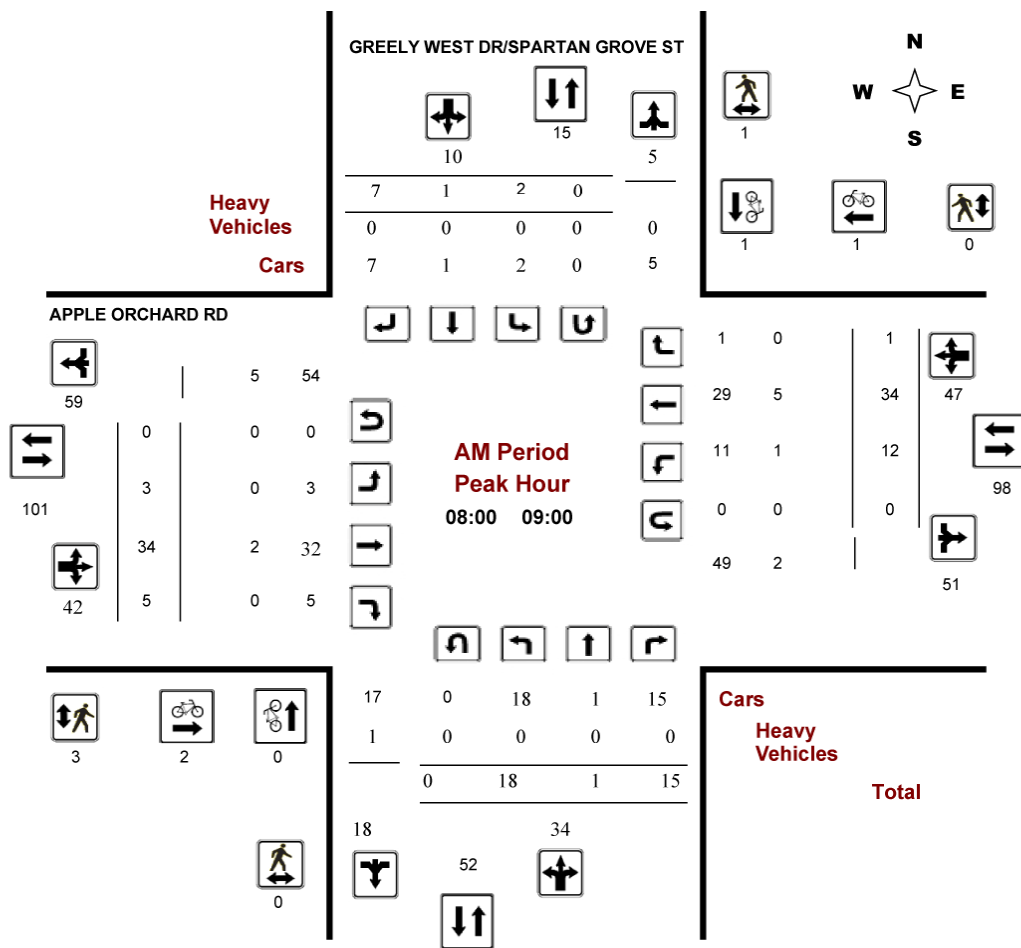 GREELY WEST DR/SPARTAN GROVE ST
N
W E
S
15
1
10 5
7 1 2 0
Heavy
Vehicles
0 0 0 0 0
1 1 0
Cars
7 1 2 0 5
APPLE ORCHARD RD
1 0 1
5 54
59
29 5 34 47
0 0 0
AM Period
11 1 12
Peak Hour
3 0 3
98
101
08:00 09:00
0 0 0
34 2 32
49 2
51
42
5 0 5
17 0 18 1 15
Cars
1 0 0 0 0
Heavy
Vehicles
3 2 0
0 18 1 15
Total
18 34
52
0